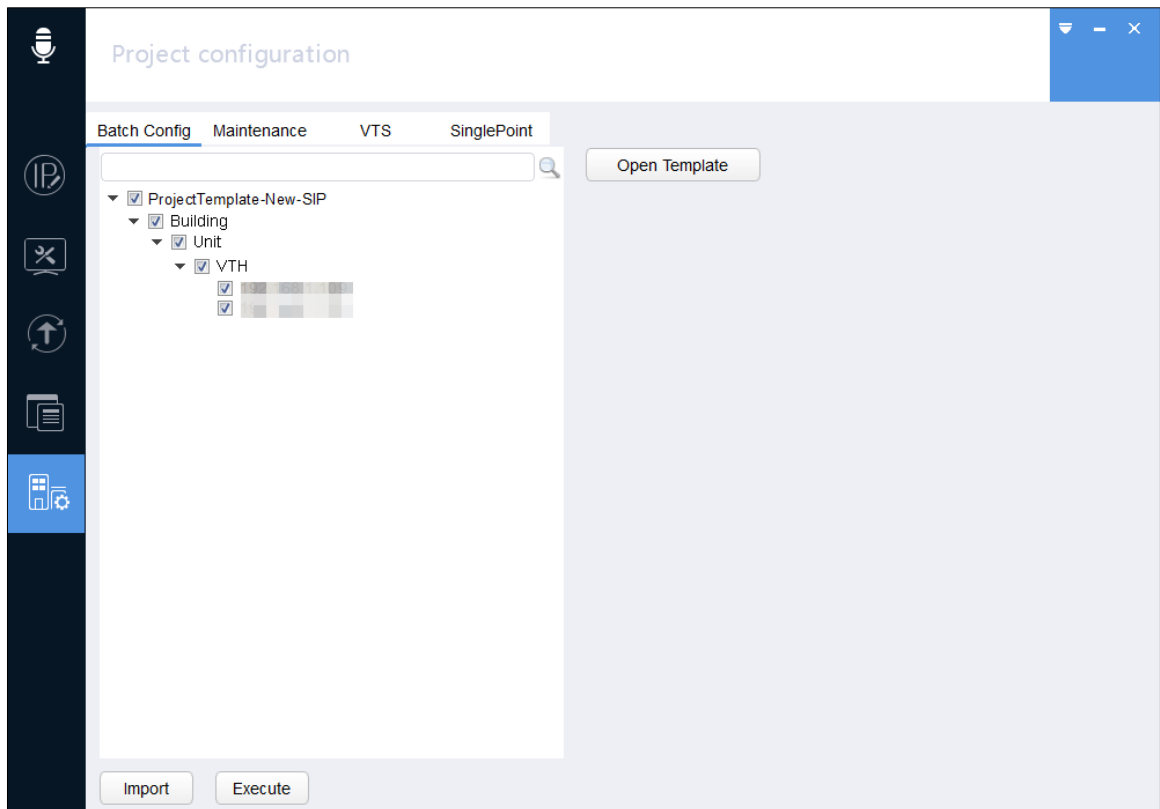 Project configuration
Batch Config Maintenance VTS SinglePoint
Open Template
ProjectTemplate-New-SIP
Building
Unit
VTH
Import Execute